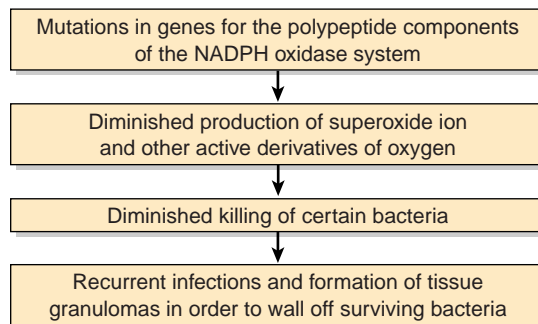 Mutations in genes for the polypeptide components
of the NADPH oxidase system
Diminished production of superoxide ion
and other active derivatives of oxygen
Diminished killing of certain bacteria
Recurrent infections and formation of tissue
granulomas in order to wall off surviving bacteria